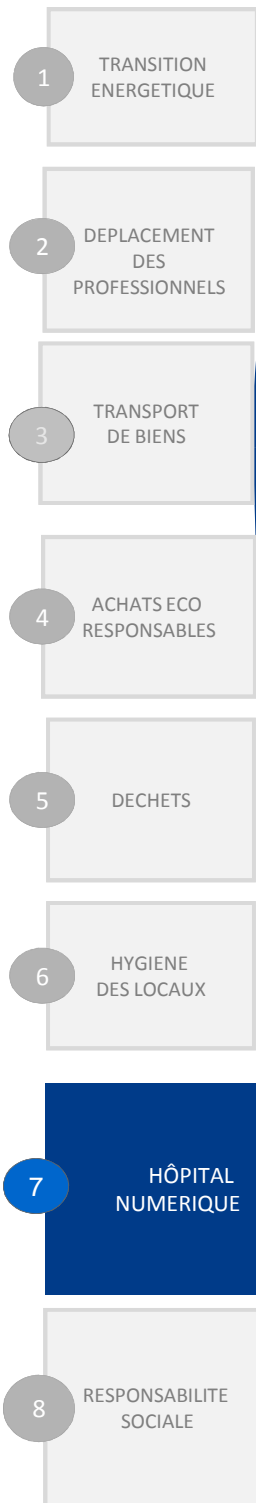 1
TRANSITION
ENERGETIQUE
2
DEPLACEMENT
DES
PROFESSIONNELS
3
TRANSPORT
DE BIENS
4
ACHATS ECO
RESPONSABLES
5
DECHETS
6
HYGIENE
DES LOCAUX
7
HÔPITAL
NUMERIQUE
8
RESPONSABILITE
SOCIALE